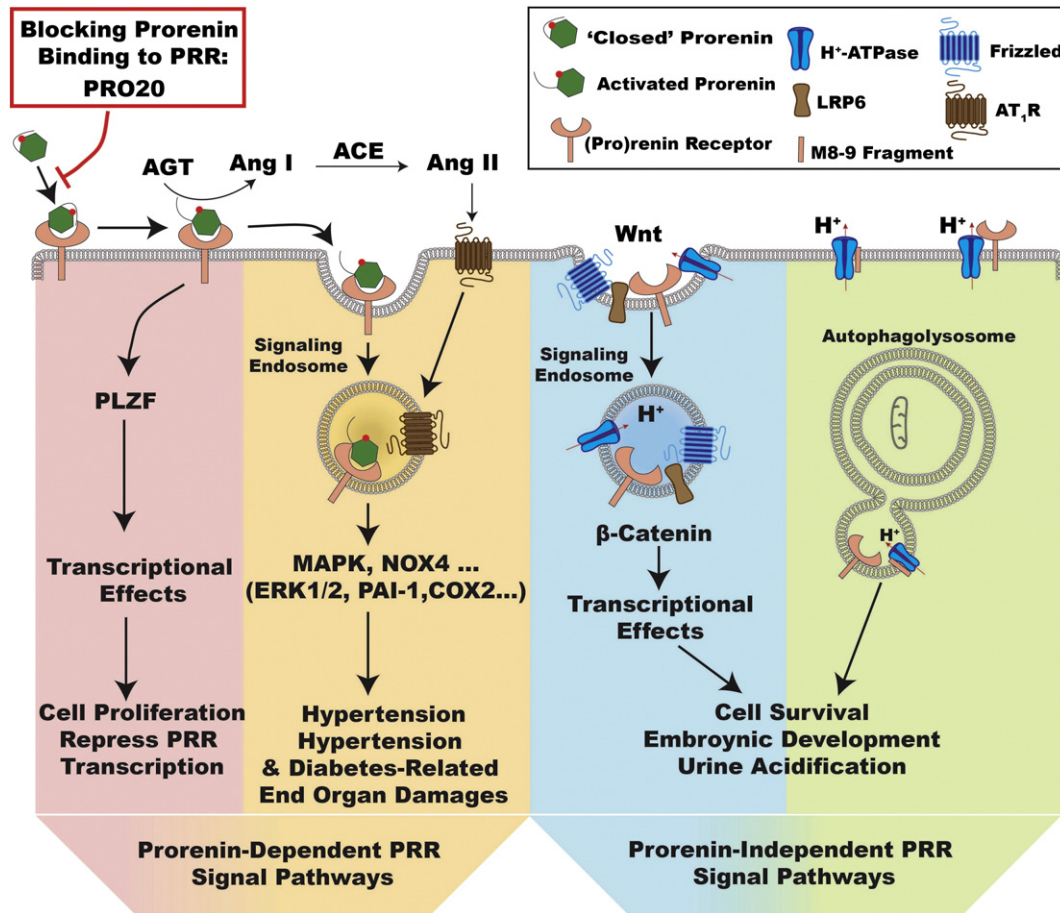 Blocking Prorenin
Binding to PRR:
PRO20
'Closed' Prorenin
Activated Prorenin
(Pro)renin Receptor
H⁺-ATPase
LRP6
M8-9 Fragment
Frizzled
AT₁R
AGT
Ang I
ACE
Ang II
Wnt
H⁺
H⁺
Signaling
Endosome
Signaling
Endosome
Autophagolysosome
PLZF
H⁺
H⁺
Transcriptional
Effects
MAPK, NOX4 ...
(ERK1/2, PAI-1,COX2...)
β-Catenin
Transcriptional
Effects
Cell Proliferation
Repress PRR
Transcription
Hypertension
Hypertension
& Diabetes-Related
End Organ Damages
Cell Survival
Embroynic Development
Urine Acidification
Prorenin-Dependent PRR
Signal Pathways
Prorenin-Independent PRR
Signal Pathways